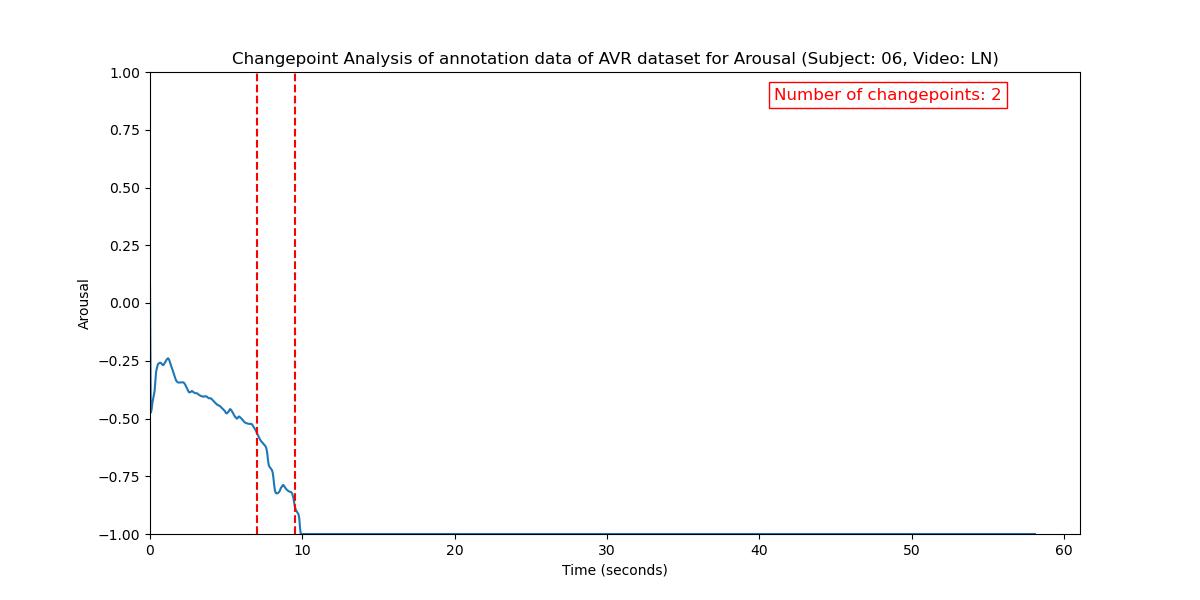 Changepoint Analysis of annotation data of AVR dataset for Arousal (Subject: 06, Video: LN)
Number of changepoints: 2
1.00
0.75
0.50
0.25
0.00
−0.25
−0.50
−0.75
−1.00
Arousal
0 10 20 30 40 50 60
Time (seconds)